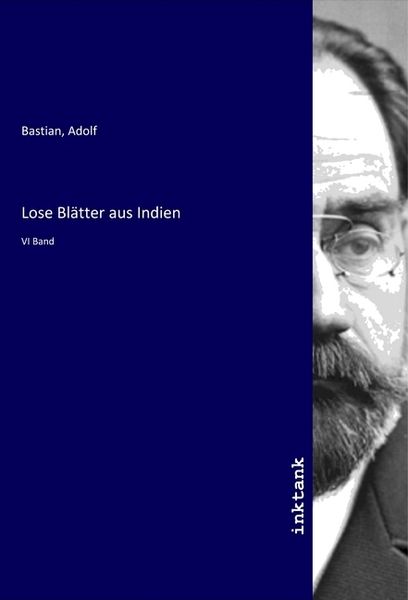 Bastian, Adolf
Lose Blätter aus Indien
VI Band
inktank